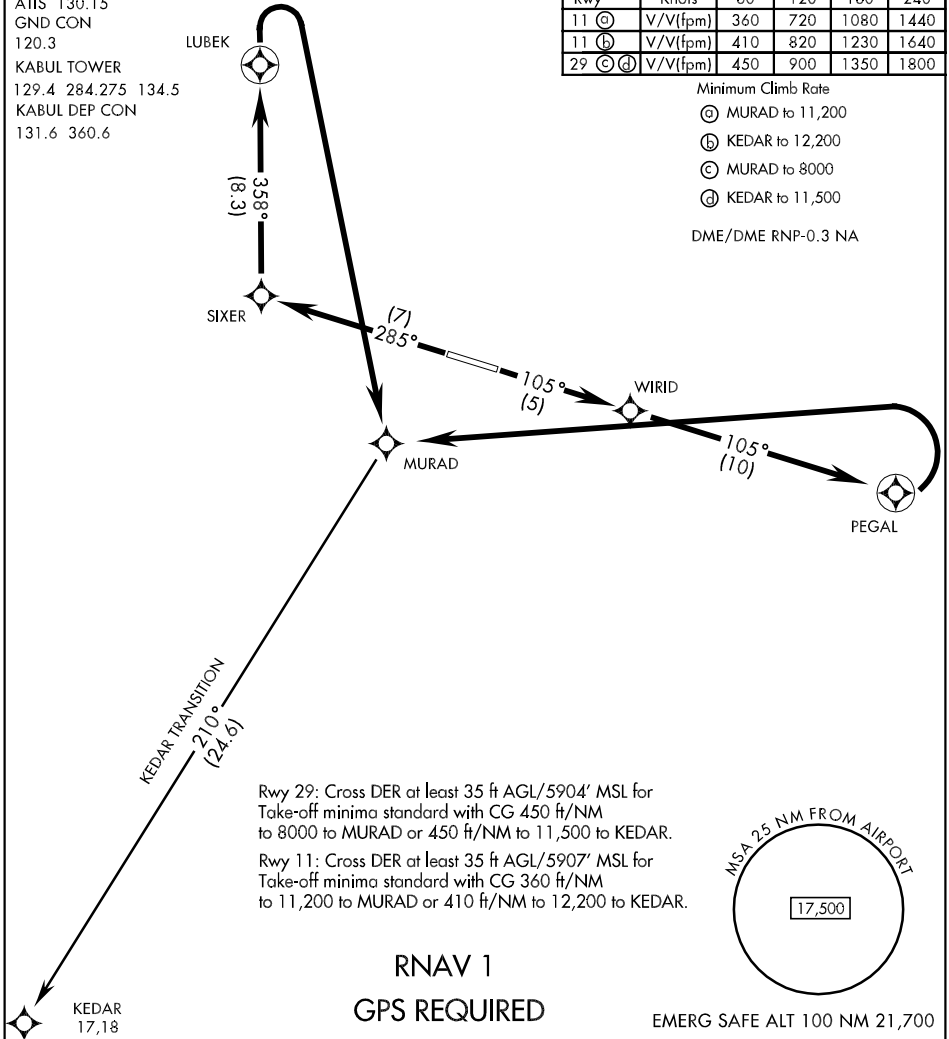 ATIS 130.15
GND CON
120.3
KABUL TOWER
129.4 284.275 134.5
KABUL DEP CON
131.6 360.6
Rwy Knots 60 120 180 240
11 ⓐ V/V(fpm) 360 720 1080 1440
11 ⓑ V/V(fpm) 410 820 1230 1640
29 ⓒ ⓓ V/V(fpm) 450 900 1350 1800
Minimum Climb Rate
ⓐ MURAD to 11,200
ⓑ KEDAR to 12,200
ⓒ MURAD to 8000
ⓓ KEDAR to 11,500
DME/DME RNP-0.3 NA
LUBEK
358°
(8.3)
SIXER
(7)
285°
105°
(5)
WIRID
105°
(10)
MURAD
PEGAL
KEDAR TRANSITION
210°
(24.6)
Rwy 29: Cross DER at least 35 ft AGL/5904' MSL for
Take-off minima standard with CG 450 ft/NM
to 8000 to MURAD or 450 ft/NM to 11,500 to KEDAR.
Rwy 11: Cross DER at least 35 ft AGL/5907' MSL for
Take-off minima standard with CG 360 ft/NM
to 11,200 to MURAD or 410 ft/NM to 12,200 to KEDAR.
MSA 25 NM FROM AIRPORT
17,500
RNAV 1
GPS REQUIRED
KEDAR
17,18
EMERG SAFE ALT 100 NM 21,700